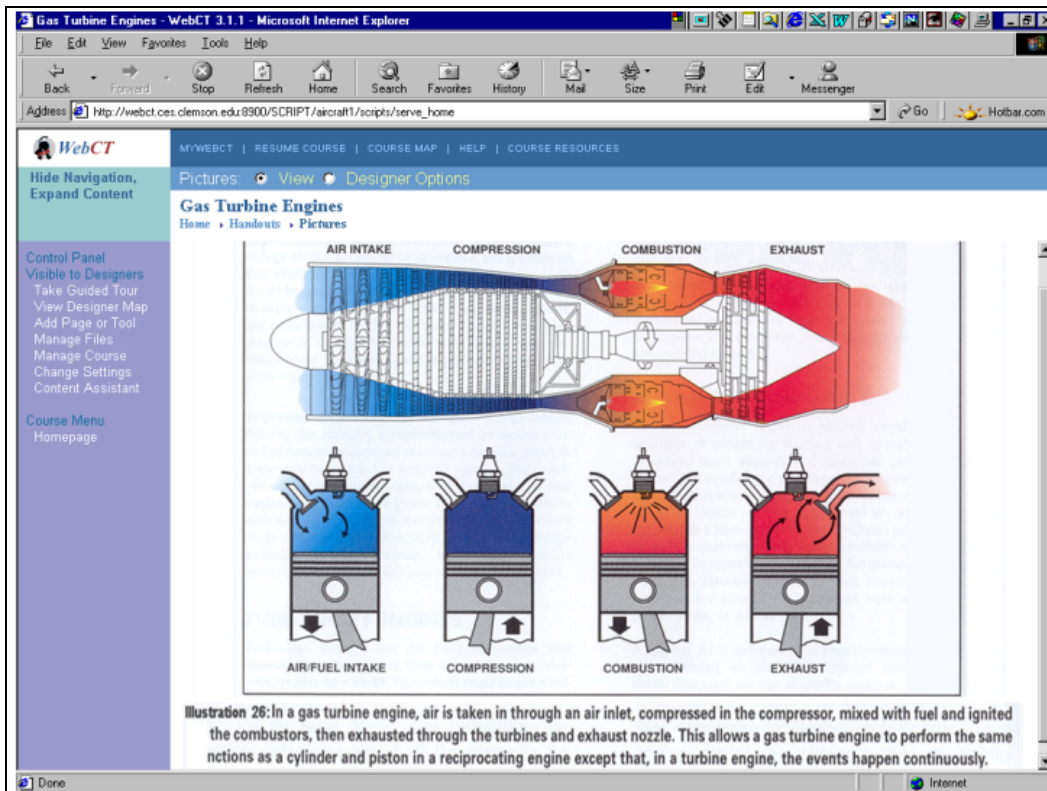 Gas Turbine Engines - WebCT 3.1.1 - Microsoft Internet Explorer
File Edit View Favorites Tools Help
Back Forward Stop Refresh Home Search Favorites History Mail Size Print Edit Messenger
Address http://webct.ces.clemson.edu:8900/SCRIPT/aircraft1/scripts/serve_home Go Hotbar.com
WebCT
MYWEBCT | RESUME COURSE | COURSE MAP | HELP | COURSE RESOURCES
Hide Navigation,
Expand Content
Pictures: View Designer Options
Gas Turbine Engines
Home Handouts Pictures
Control Panel
Visible to Designers
Take Guided Tour
View Designer Map
Add Page or Tool
Manage Files
Manage Course
Change Settings
Content Assistant
Course Menu
Homepage
AIR INTAKE COMPRESSION COMBUSTION EXHAUST
AIR/FUEL INTAKE COMPRESSION COMBUSTION EXHAUST
Illustration 26: In a gas turbine engine, air is taken in through an air inlet, compressed in the compressor, mixed with fuel and ignited
the combustors, then exhausted through the turbines and exhaust nozzle. This allows a gas turbine engine to perform the same
nctions as a cylinder and piston in a reciprocating engine except that, in a turbine engine, the events happen continuously.
Done Internet